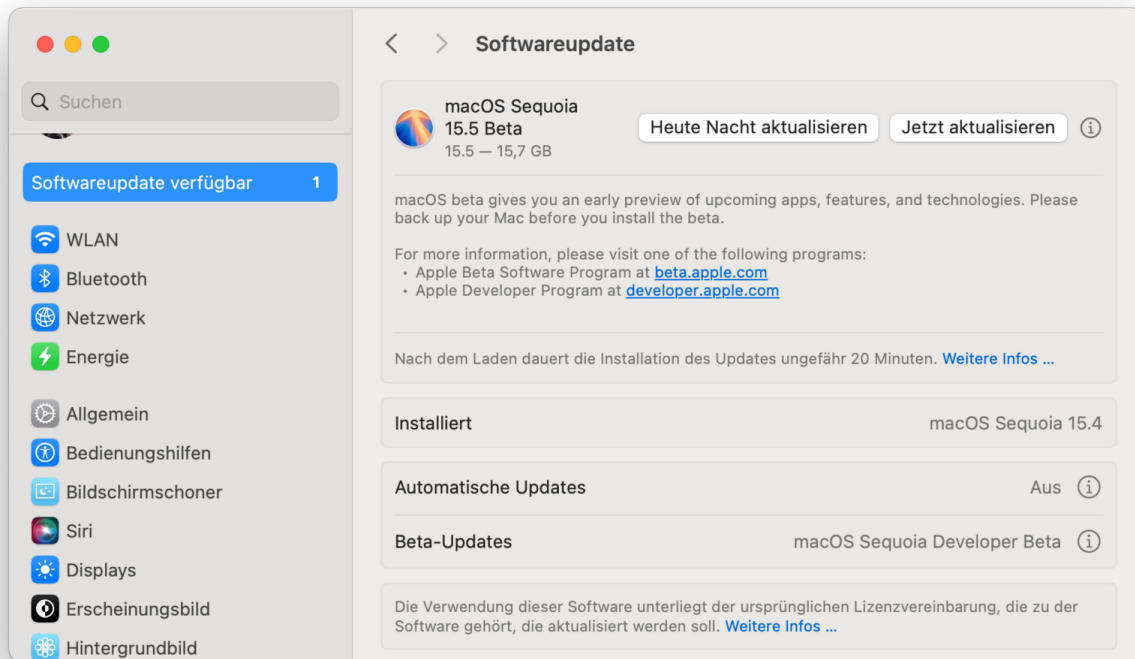 Suchen
Softwareupdate verfügbar 1
WLAN
Bluetooth
Netzwerk
Energie
Allgemein
Bedienungshilfen
Bildschirmschoner
Siri
Displays
Erscheinungsbild
Hintergrundbild
Softwareupdate
macOS Sequoia
15.5 Beta
15.5 — 15,7 GB
Heute Nacht aktualisieren
Jetzt aktualisieren
macOS beta gives you an early preview of upcoming apps, features, and technologies. Please
back up your Mac before you install the beta.
For more information, please visit one of the following programs:
• Apple Beta Software Program at beta.apple.com
• Apple Developer Program at developer.apple.com
Nach dem Laden dauert die Installation des Updates ungefähr 20 Minuten. Weitere Infos ...
Installiert macOS Sequoia 15.4
Automatische Updates Aus
Beta-Updates macOS Sequoia Developer Beta
Die Verwendung dieser Software unterliegt der ursprünglichen Lizenzvereinbarung, die zu der
Software gehört, die aktualisiert werden soll. Weitere Infos ...